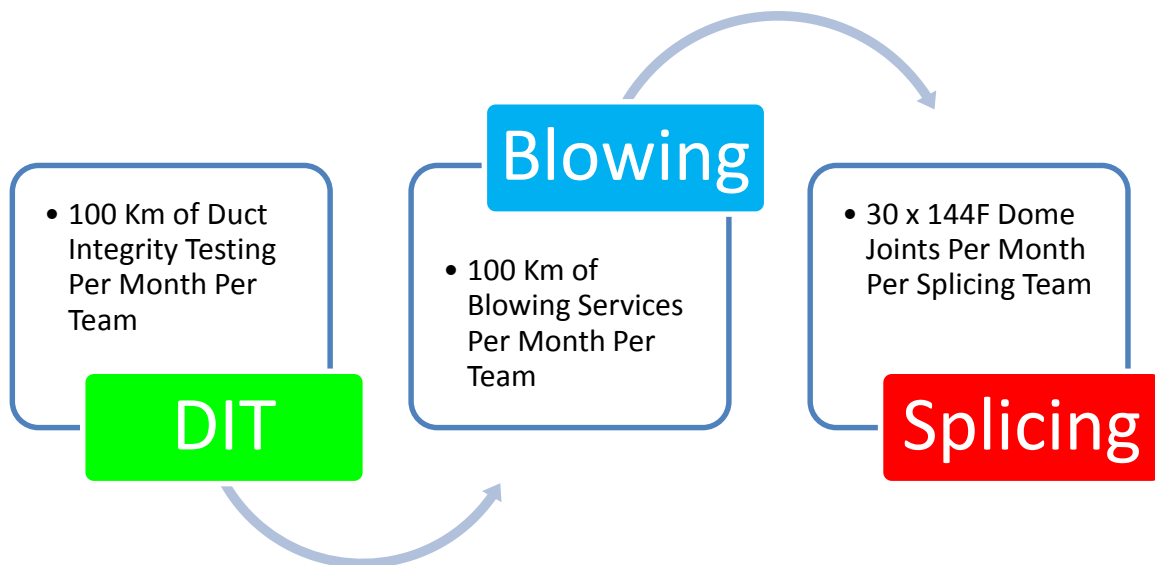 • 100 Km of Duct
Integrity Testing
Per Month Per
Team
DIT
Blowing
• 100 Km of
Blowing Services
Per Month Per
Team
• 30 x 144F Dome
Joints Per Month
Per Splicing Team
Splicing